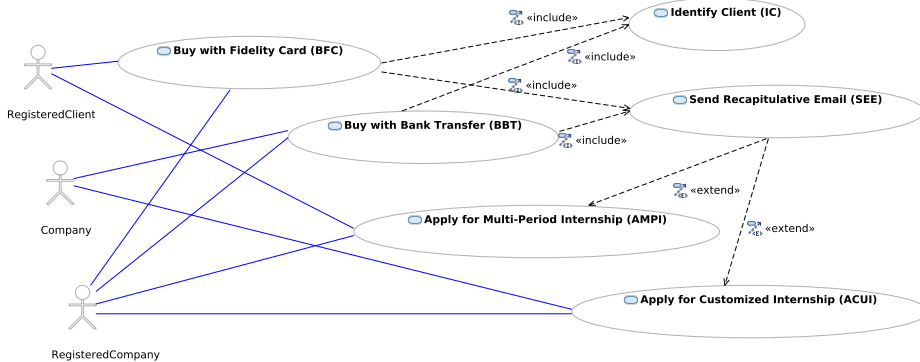 Identify Client (IC)
«include»
Buy with Fidelity Card (BFC)
«include»
«include»
RegisteredClient
Send Recapitulative Email (SEE)
Buy with Bank Transfer (BBT)
«include»
«extend»
Apply for Multi-Period Internship (AMPI)
Company
«extend»
Apply for Customized Internship (ACUI)
RegisteredCompany